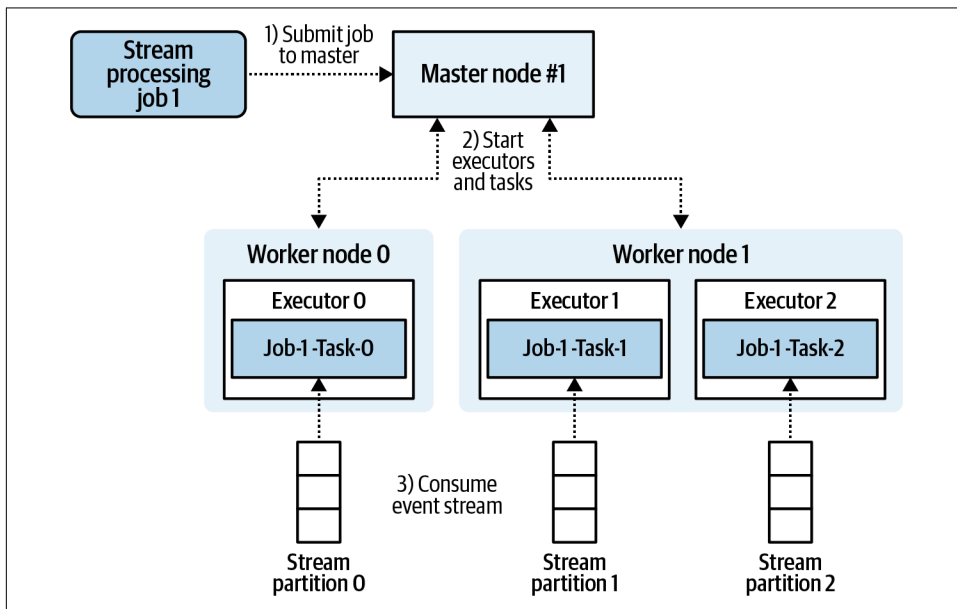 Stream
processing
job 1
1) Submit job
to master
Master node #1
2) Start
executors
and tasks
Worker node 0
Executor 0
Job-1-Task-0
Worker node 1
Executor 1
Job-1-Task-1
Executor 2
Job-1-Task-2
3) Consume
event stream
Stream
partition 0
Stream
partition 1
Stream
partition 2